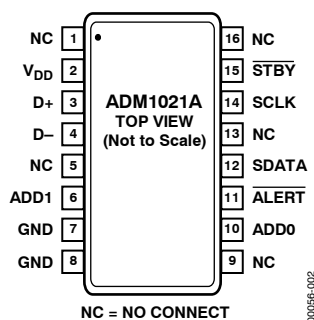 NC 1 16 NC
VDD 2 15 STBY
D+ 3 ADM1021A 14 SCLK
TOP VIEW
D– 4 (Not to Scale) 13 NC
NC 5 12 SDATA
ADD1 6 11 ALERT
GND 7 10 ADD0
GND 8 9 NC
NC = NO CONNECT
00056-002